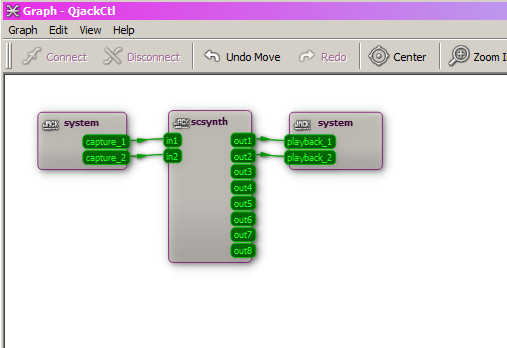 Graph - QjackCtl
Graph Edit View Help
Connect Disconnect Undo Move Redo Center Zoom I
JACK system
capture_1
capture_2
JACK scsynth
in1 out1
in2 out2
out3
out4
out5
out6
out7
out8
JACK system
playback_1
playback_2